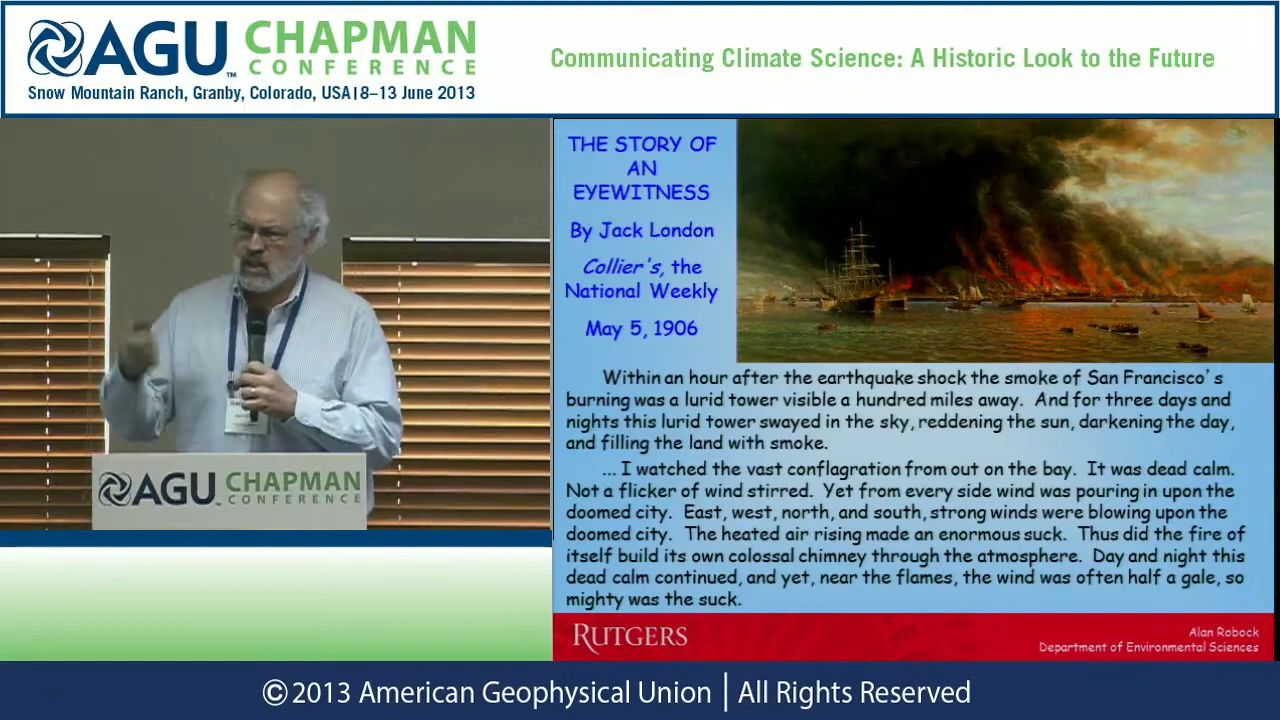 AGU CHAPMAN
CONFERENCE
™
Snow Mountain Ranch, Granby, Colorado, USA|8–13 June 2013
Communicating Climate Science: A Historic Look to the Future
THE STORY OF
AN
EYEWITNESS
By Jack London
Collier's, the
National Weekly
May 5, 1906
Within an hour after the earthquake shock the smoke of San Francisco's
burning was a lurid tower visible a hundred miles away. And for three days and
nights this lurid tower swayed in the sky, reddening the sun, darkening the day,
and filling the land with smoke.
... I watched the vast conflagration from out on the bay. It was dead calm.
Not a flicker of wind stirred. Yet from every side wind was pouring in upon the
doomed city. East, west, north, and south, strong winds were blowing upon the
doomed city. The heated air rising made an enormous suck. Thus did the fire of
itself build its own colossal chimney through the atmosphere. Day and night this
dead calm continued, and yet, near the flames, the wind was often half a gale, so
mighty was the suck.
RUTGERS
Alan Robock
Department of Environmental Sciences
AGU CHAPMAN
CONFERENCE
™
©2013 American Geophysical Union | All Rights Reserved